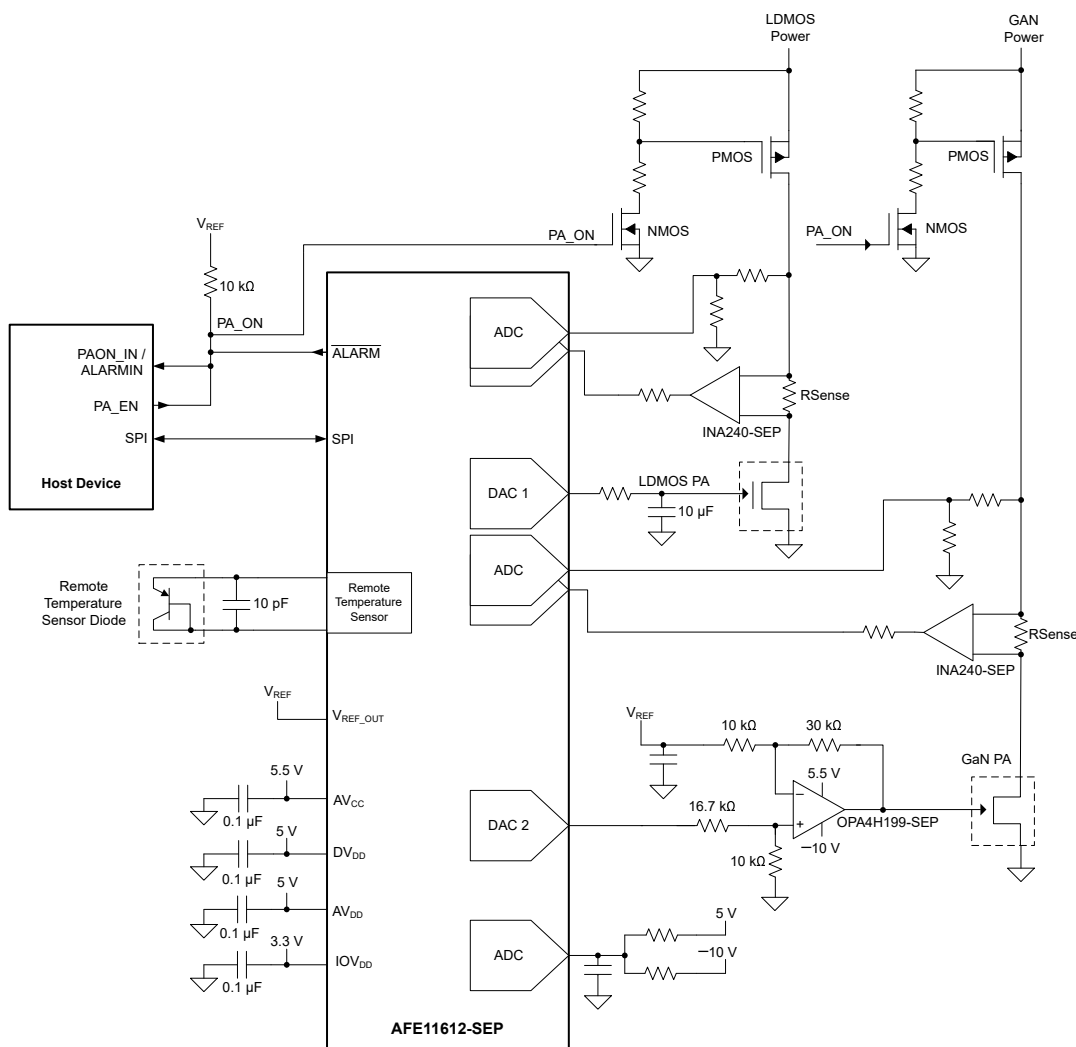 LDMOS
Power
GAN
Power
PMOS
PMOS
NMOS
NMOS
PA_ON
PA_ON
VREF
10 kΩ
PA_ON
PAON_IN /
ALARMIN
PA_EN
SPI
Host Device
ALARM
SPI
ADC
RSense
INA240-SEP
DAC 1
LDMOS PA
10 µF
ADC
Remote
Temperature
Sensor Diode
10 pF
Remote
Temperature
Sensor
RSense
INA240-SEP
VREF
VREF_OUT
VREF
10 kΩ
30 kΩ
GaN PA
5.5 V
−
+
−10 V
OPA4H199-SEP
DAC 2
16.7 kΩ
10 kΩ
5.5 V
AVCC
0.1 µF
5 V
DVDD
0.1 µF
5 V
AVDD
0.1 µF
3.3 V
IOVDD
0.1 µF
ADC
5 V
−10 V
AFE11612-SEP